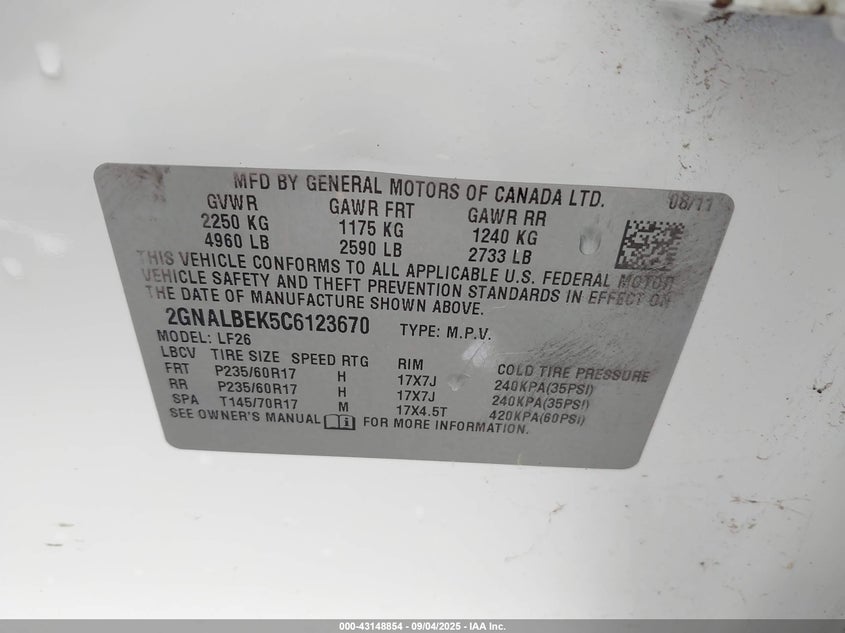 MFD BY GENERAL MOTORS OF CANADA LTD. 08/11
GVWR GAWR FRT GAWR RR
2250 KG 1175 KG 1240 KG
4960 LB 2590 LB 2733 LB
THIS VEHICLE CONFORMS TO ALL APPLICABLE U.S. FEDERAL MOTOR
VEHICLE SAFETY AND THEFT PREVENTION STANDARDS IN EFFECT ON
THE DATE OF MANUFACTURE SHOWN ABOVE.
2GNALBEK5C6123670 TYPE: M.P.V.
MODEL: LF26
LBCV TIRE SIZE SPEED RTG RIM COLD TIRE PRESSURE
FRT P235/60R17 H 17X7J 240KPA(35PSI)
RR P235/60R17 H 17X7J 240KPA(35PSI)
SPA T145/70R17 M 17X4.5T 420KPA(60PSI)
SEE OWNER'S MANUAL FOR MORE INFORMATION.
000-43148854 - 09/04/2025 - IAA Inc.